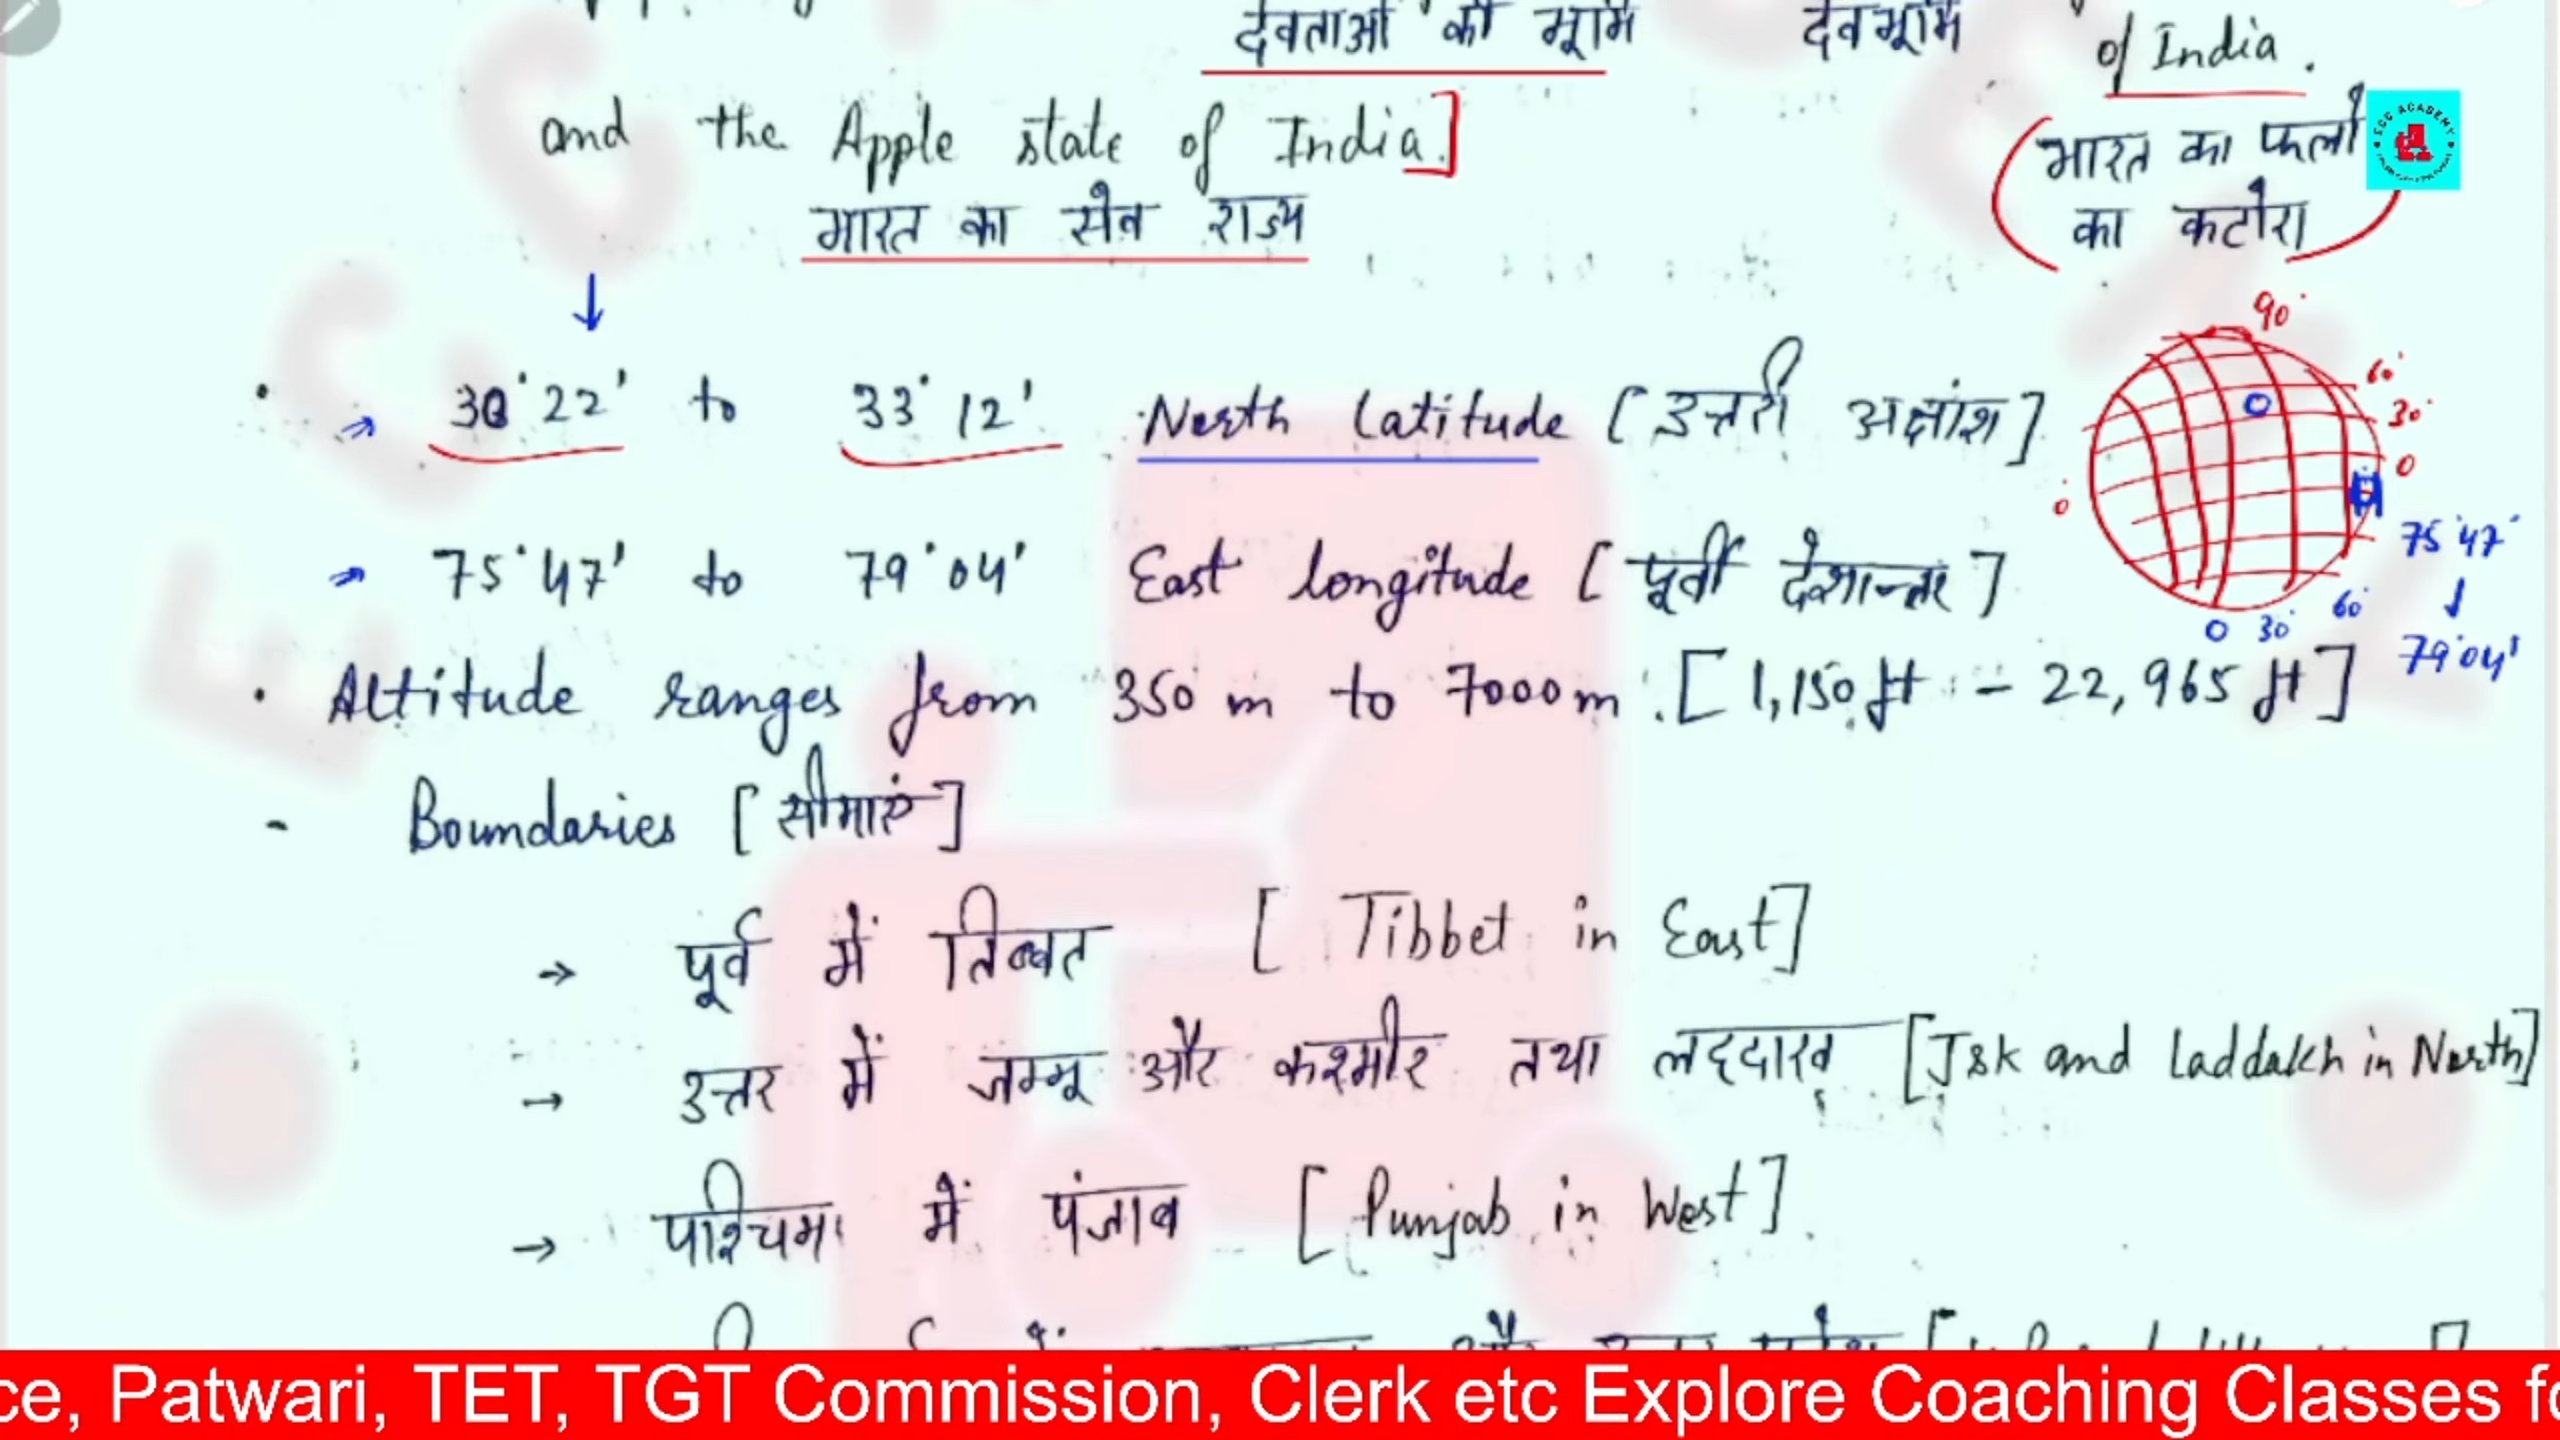 देवताओं की भूमि देवभूमि of India.
and the Apple state of India]
(भारत का फलों
का कटोरा)
भारत का सेब राज्य
ECC ACADEMY
• → 30°22' to 33°12' North Latitude [उत्तरी अक्षांश]
90°
60°
30°
0
0
→ 75°47' to 79°04' East longitude [पूर्वी देशान्तर]
75°47'
↓
79°04'
0 30° 60°
• Altitude ranges from 350 m to 7000 m. [1,150 ft - 22,965 ft]
- Boundaries [सीमाएं]
→ पूर्व में तिब्बत [Tibbet in East]
→ उत्तर में जम्मू और कश्मीर तथा लद्दाख [J&K and Laddakh in North]
→ पश्चिम में पंजाब [Punjab in West]
ce, Patwari, TET, TGT Commission, Clerk etc Explore Coaching Classes fo